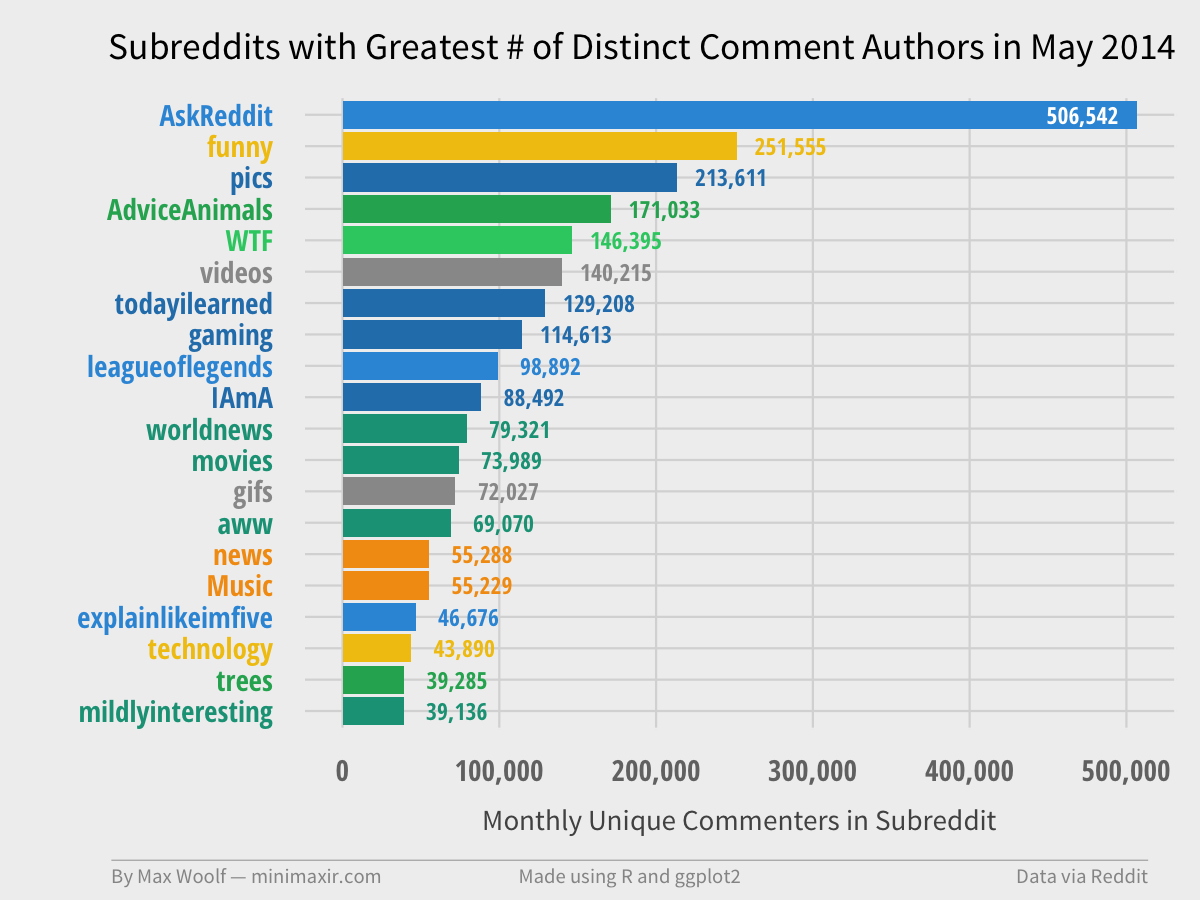 Subreddits with Greatest # of Distinct Comment Authors in May 2014
AskReddit 506,542
funny 251,555
pics 213,611
AdviceAnimals 171,033
WTF 146,395
videos 140,215
todayilearned 129,208
gaming 114,613
leagueoflegends 98,892
IAmA 88,492
worldnews 79,321
movies 73,989
gifs 72,027
aww 69,070
news 55,288
Music 55,229
explainlikeimfive 46,676
technology 43,890
trees 39,285
mildlyinteresting 39,136
0 100,000 200,000 300,000 400,000 500,000
Monthly Unique Commenters in Subreddit
By Max Woolf — minimaxir.com Made using R and ggplot2 Data via Reddit